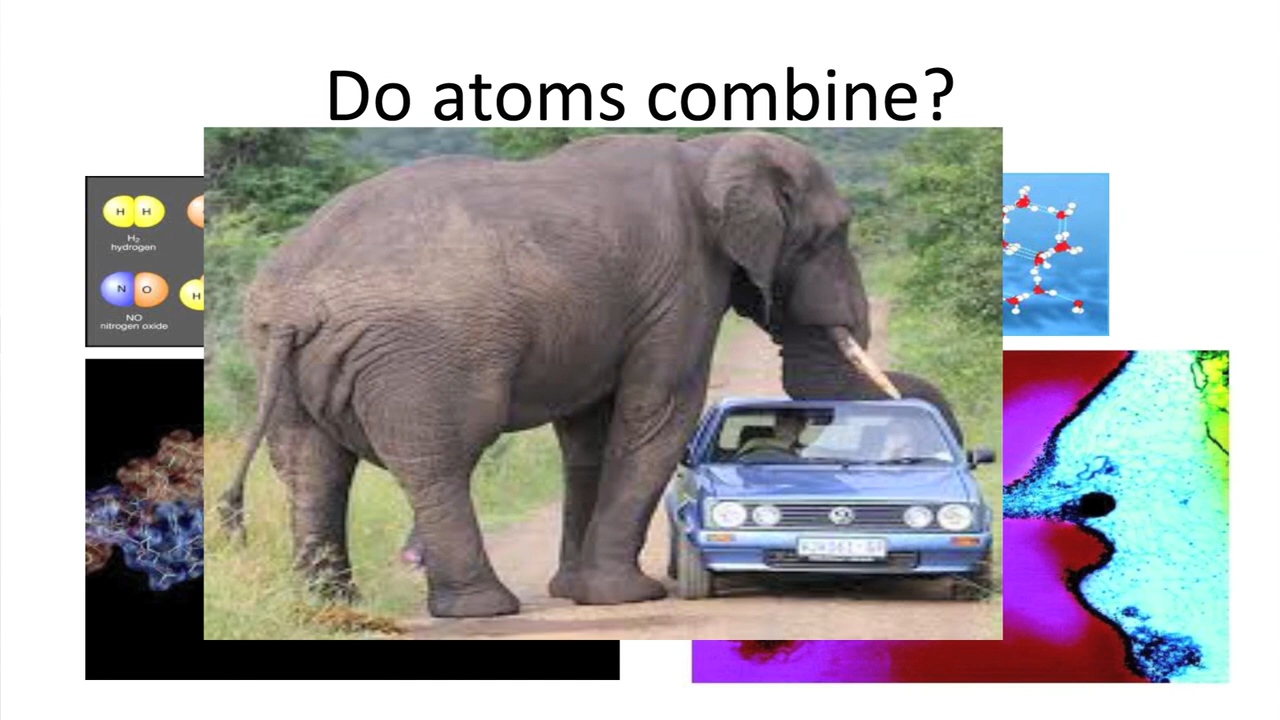 Do atoms combine?
H H
H₂
hydrogen
N O
H
NO
nitrogen oxide